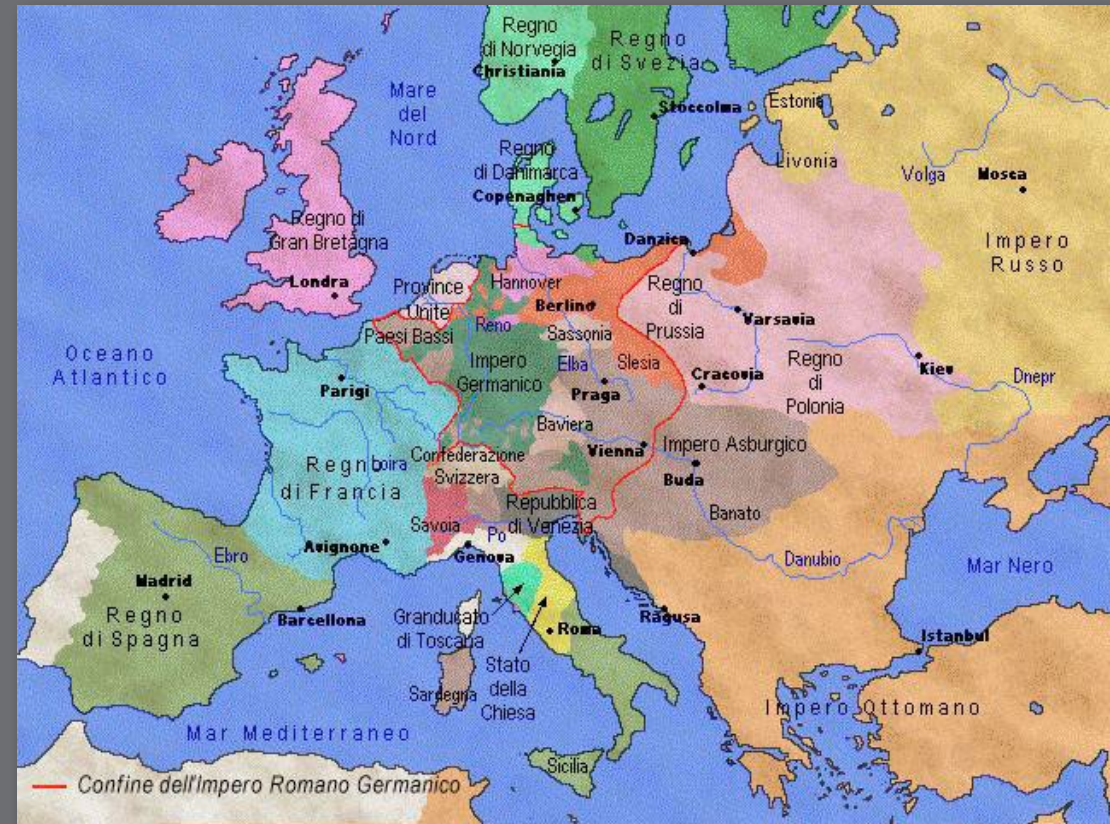 Regno
di Norvegia
Christiania
Regno
di Svezia
Mare
del
Nord
Stoccolma
Estonia
Livonia
Volga
Mosca
Regno
di Danimarca
Copenaghen
Impero
Russo
Regno di
Gran Bretagna
Londra
Danzica
Province
Unite
Hannover
Berlino
Regno
di
Prussia
Varsavia
Paesi Bassi
Reno
Sassonia
Oceano
Atlantico
Impero
Germanico
Elba
Slesia
Cracovia
Regno
di
Polonia
Kiev
Dnepr
Parigi
Praga
Baviera
Vienna
Impero Asburgico
Buda
Confederazione
Svizzera
Regno
di Francia
Loira
Repubblica
di Venezia
Banato
Savoia
Po
Genova
Avignone
Ebro
Danubio
Mar Nero
Madrid
Regno
di Spagna
Barcellona
Granducato
di Toscana
Roma
Ragusa
Istanbul
Stato
della
Chiesa
Sardegna
Impero Ottomano
Mar Mediterraneo
Sicilia
Confine dell'Impero Romano Germanico